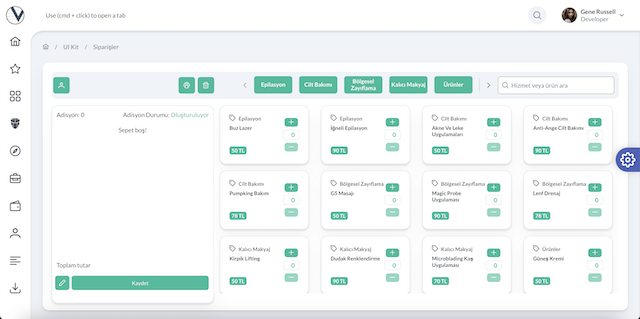 Use (cmd + click) to open a tab
Gene Russell
Developer
/ UI Kit / Siparişler
Epilasyon
Cilt Bakımı
Bölgesel Zayıflama
Kalıcı Makyaj
Ürünler
Hizmet veya ürün ara
Adisyon: 0
Adisyon Durumu: Oluşturuluyor
Sepet boş!
Toplam tutar
Kaydet
Epilasyon
Buz Lazer
0
50 TL
Epilasyon
İğneli Epilasyon
0
90 TL
Cilt Bakımı
Akne Ve Leke
Uygulamaları
0
50 TL
Cilt Bakımı
Anti-Ange Cilt Bakımı
0
90 TL
Cilt Bakımı
Pumpking Bakım
0
78 TL
Bölgesel Zayıflama
G5 Masajı
0
50 TL
Bölgesel Zayıflama
Magic Probe
Uygulaması
0
90 TL
Bölgesel Zayıflama
Lenf Drenaj
0
78 TL
Kalıcı Makyaj
Kirpik Lifting
0
50 TL
Kalıcı Makyaj
Dudak Renklendirme
0
90 TL
Kalıcı Makyaj
Microblading Kaş
Uygulaması
0
70 TL
Ürünler
Güneş Kremi
0
50 TL